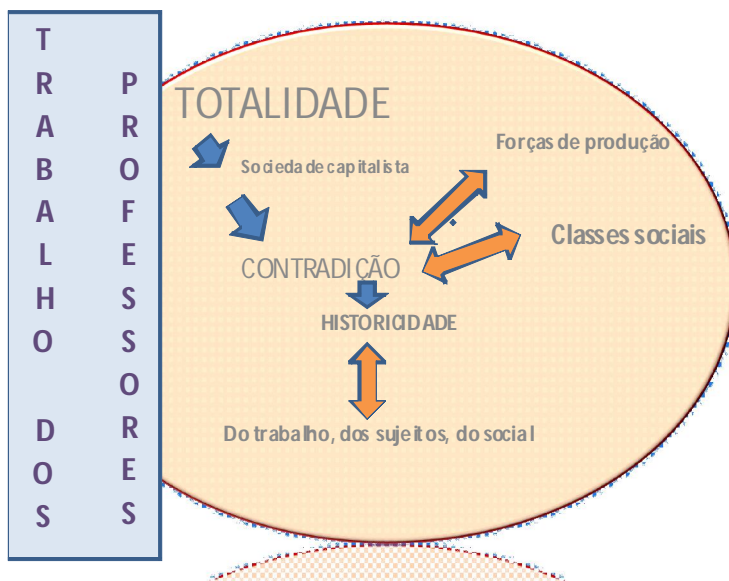 TRABALHO DOS
PROFESSORES
TOTALIDADE
Sociedade capitalista
Forças de produção
Classes sociais
CONTRADIÇÃO
HISTORICIDADE
Do trabalho, dos sujeitos, do social